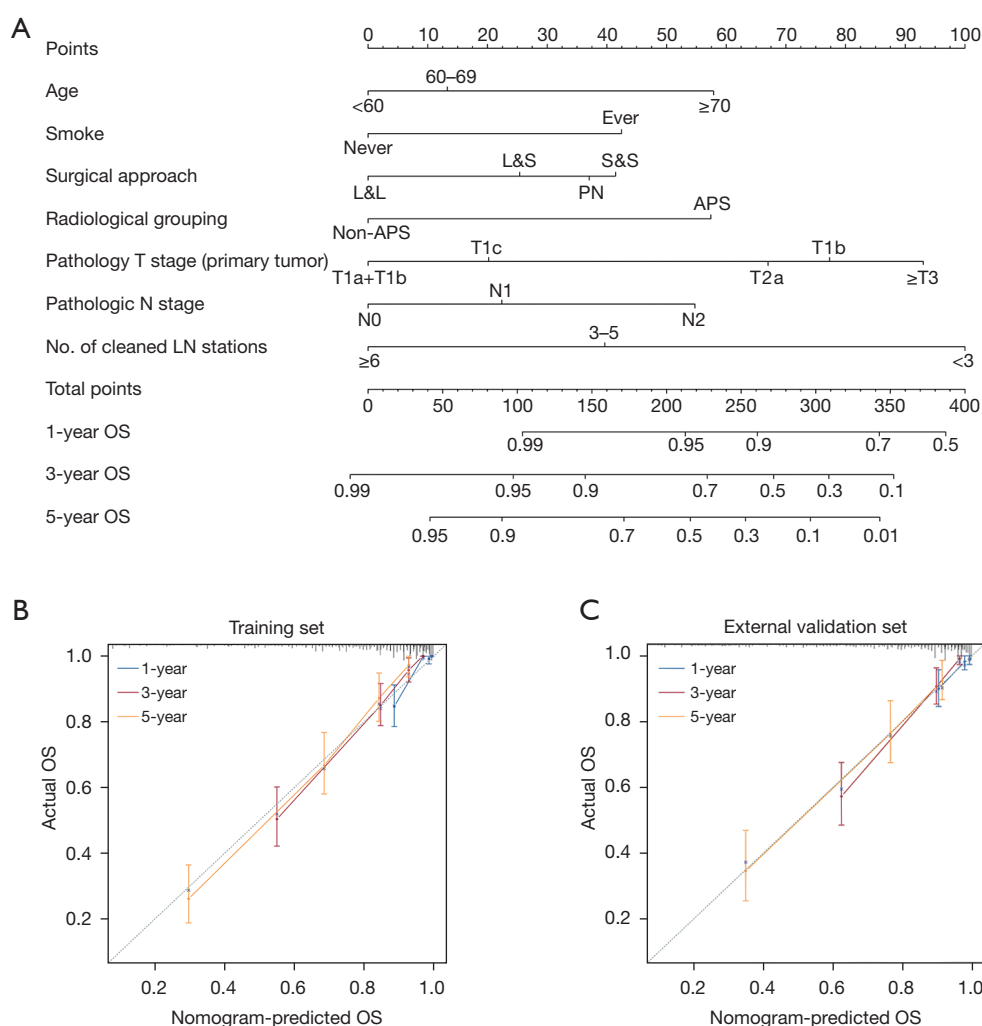 A
Points 0 10 20 30 40 50 60 70 80 90 100
60–69
Age
<60 ≥70
Ever
Smoke
Never
L&S S&S
Surgical approach
L&L PN
APS
Radiological grouping
Non-APS
T1c T1b
Pathology T stage (primary tumor)
T1a+T1b T2a ≥T3
N1
Pathologic N stage
N0 N2
3–5
No. of cleaned LN stations
≥6 <3
Total points
0 50 100 150 200 250 300 350 400
1-year OS
0.99 0.95 0.9 0.7 0.5
3-year OS
0.99 0.95 0.9 0.7 0.5 0.3 0.1
5-year OS
0.95 0.9 0.7 0.5 0.3 0.1 0.01
B
Training set
1.0
0.8
0.6
0.4
0.2
Actual OS
1-year
3-year
5-year
0.2 0.4 0.6 0.8 1.0
Nomogram-predicted OS
C
External validation set
1.0
0.8
0.6
0.4
0.2
Actual OS
1-year
3-year
5-year
0.2 0.4 0.6 0.8 1.0
Nomogram-predicted OS